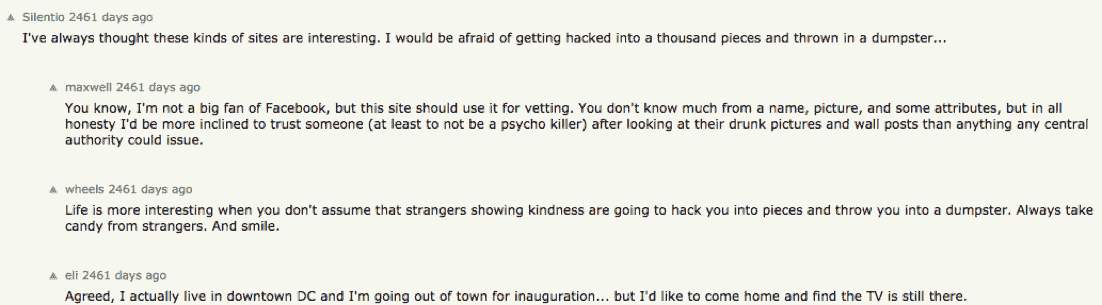 Silentio 2461 days ago
I've always thought these kinds of sites are interesting. I would be afraid of getting hacked into a thousand pieces and thrown in a dumpster...
maxwell 2461 days ago
You know, I'm not a big fan of Facebook, but this site should use it for vetting. You don't know much from a name, picture, and some attributes, but in all
honesty I'd be more inclined to trust someone (at least to not be a psycho killer) after looking at their drunk pictures and wall posts than anything any central
authority could issue.
wheels 2461 days ago
Life is more interesting when you don't assume that strangers showing kindness are going to hack you into pieces and throw you into a dumpster. Always take
candy from strangers. And smile.
eli 2461 days ago
Agreed, I actually live in downtown DC and I'm going out of town for inauguration... but I'd like to come home and find the TV is still there.